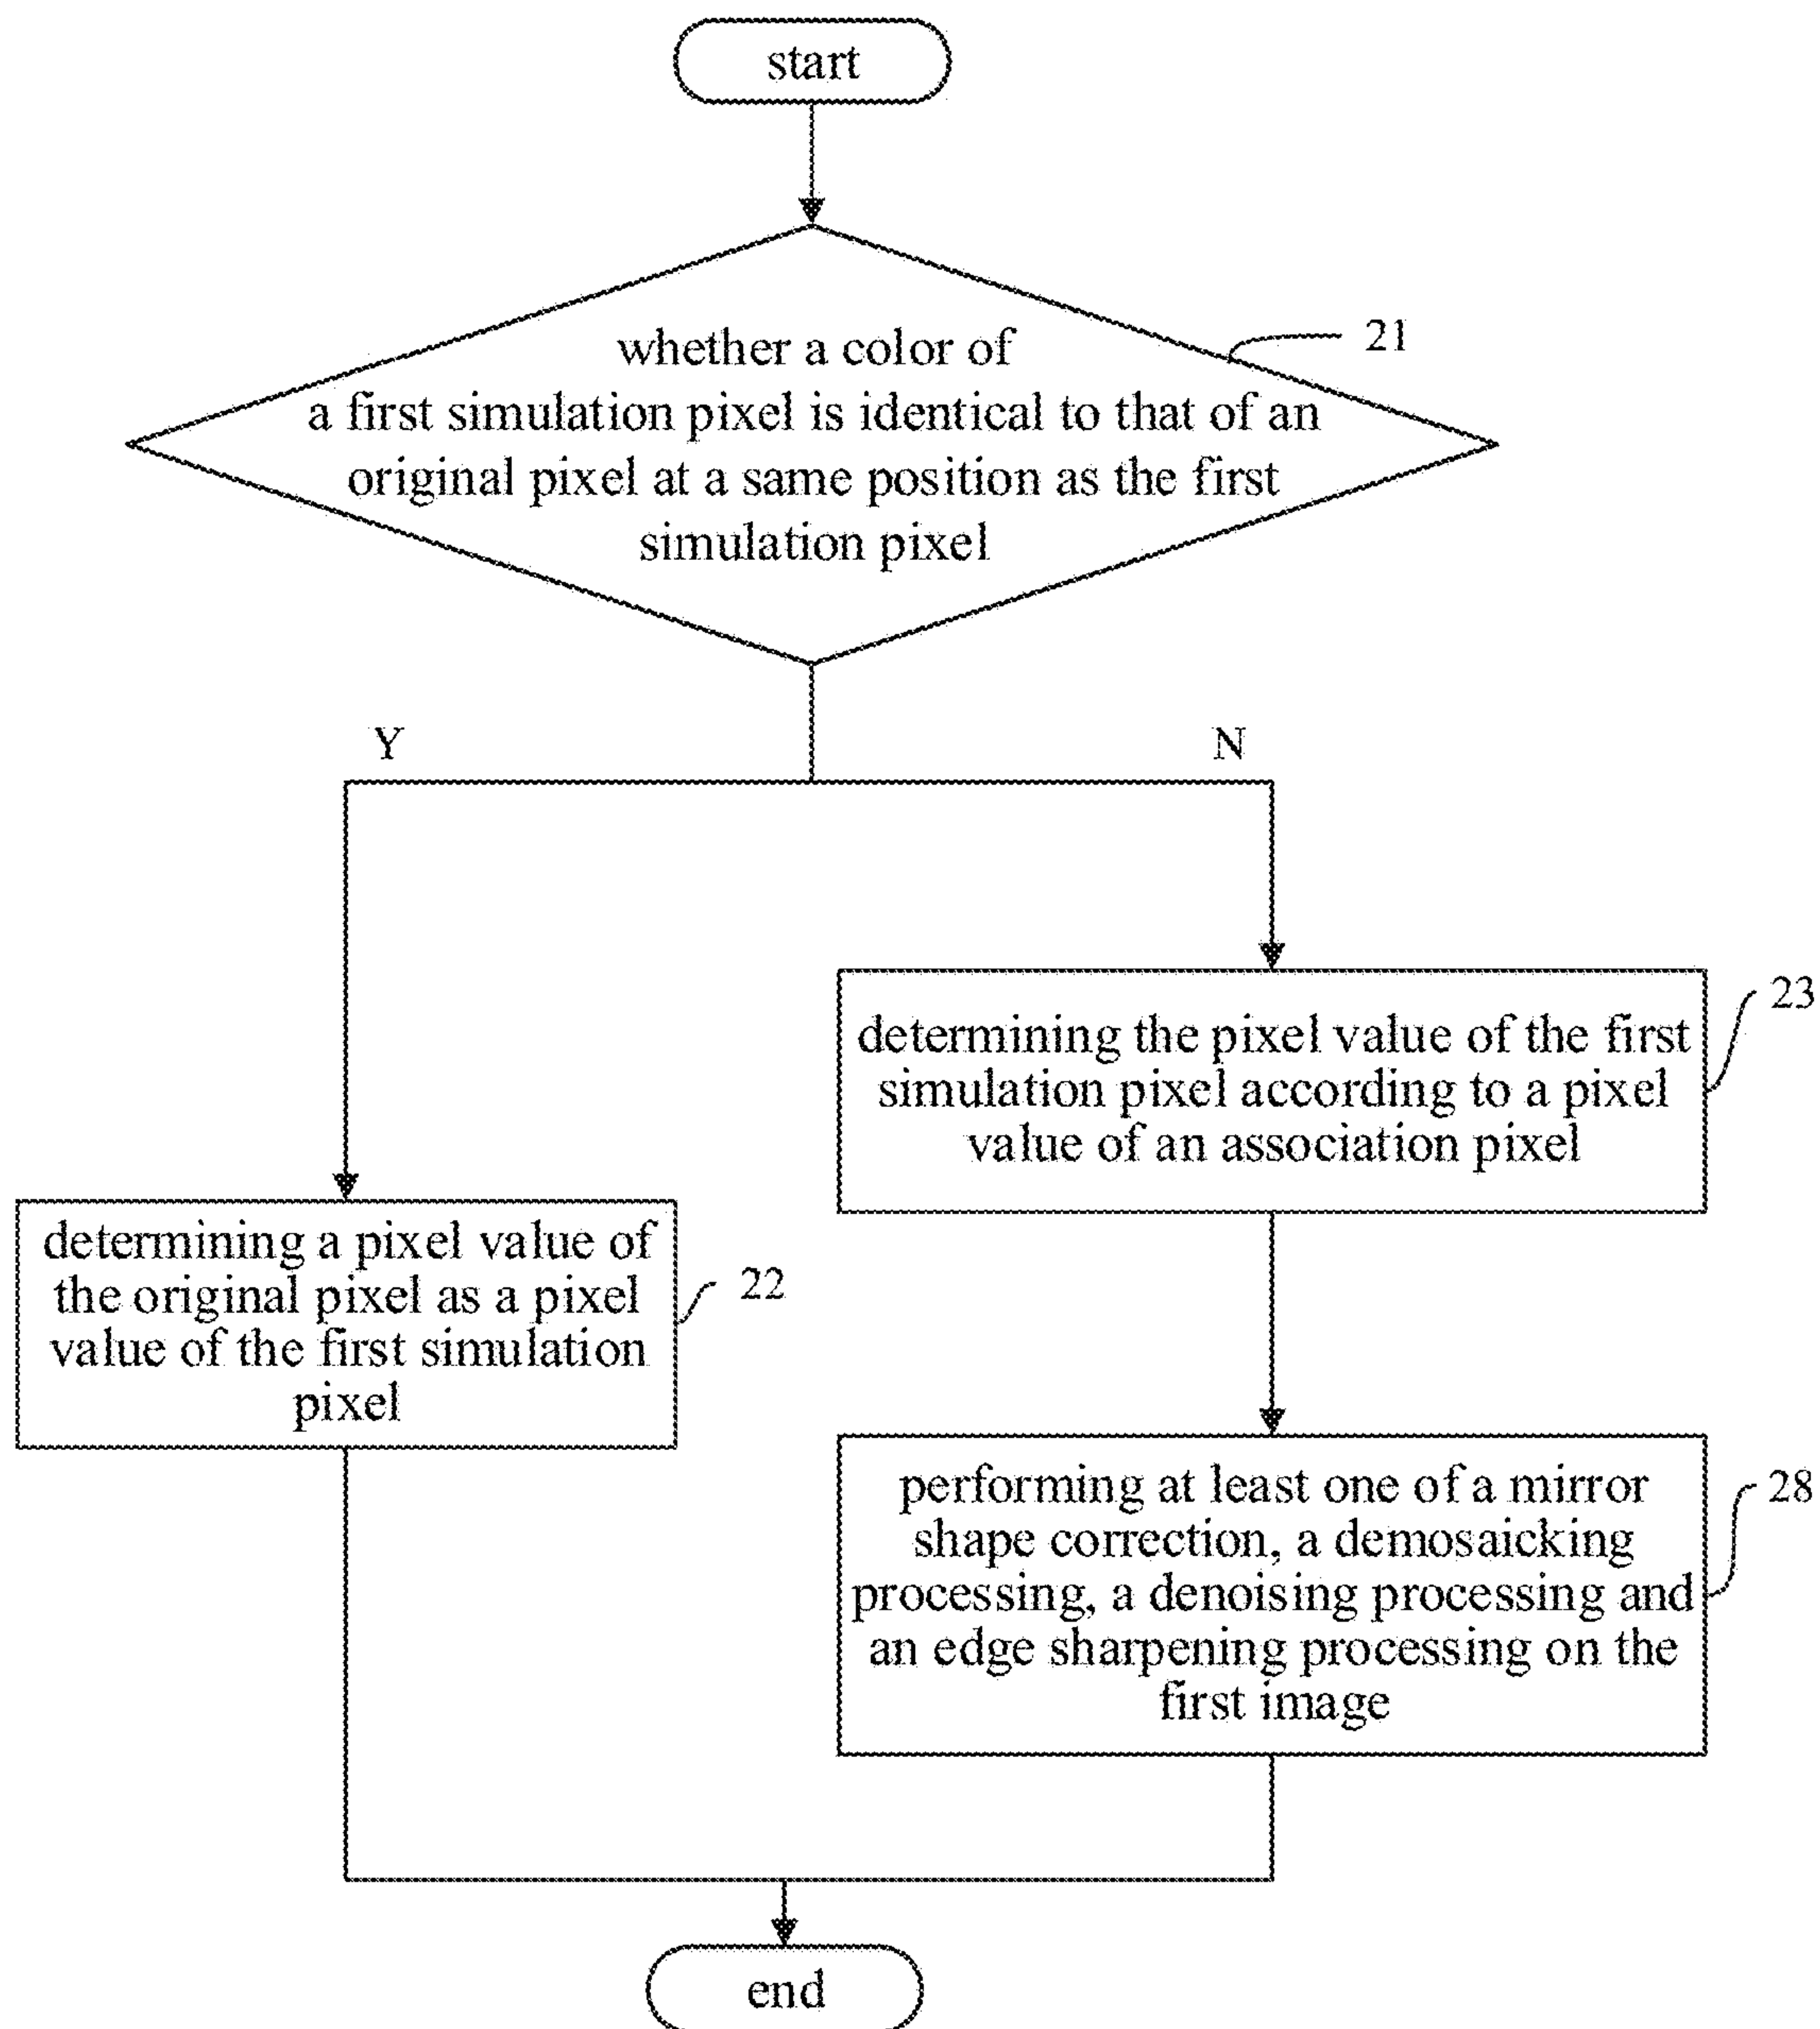 start
whether a color of
a first simulation pixel is identical to that of an
original pixel at a same position as the first
simulation pixel
21
Y
N
determining the pixel value of the first
simulation pixel according to a pixel
value of an association pixel
23
determining a pixel value of
the original pixel as a pixel
value of the first simulation
pixel
22
performing at least one of a mirror
shape correction, a demosaicking
processing, a denoising processing and
an edge sharpening processing on the
first image
28
end